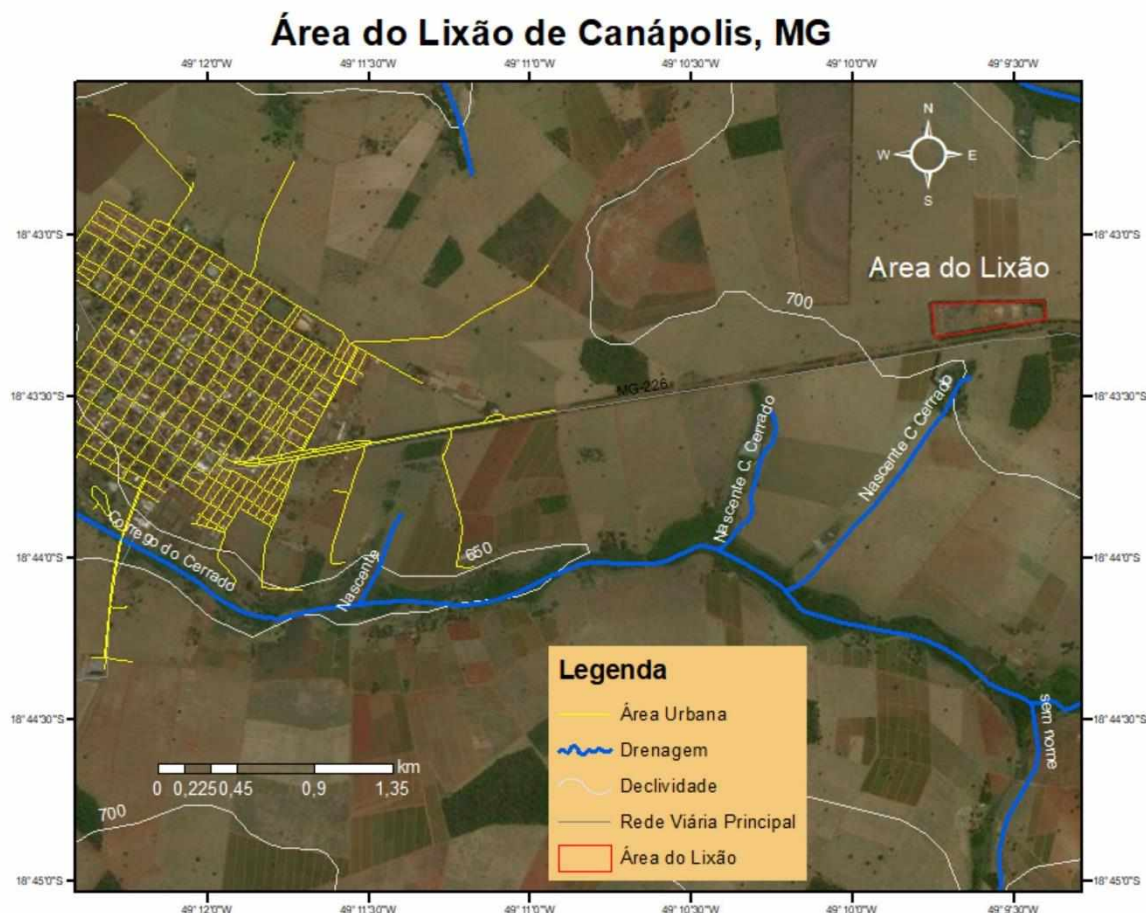 Área do Lixão de Canápolis, MG
49°12'0"W 49°11'30"W 49°11'0"W 49°10'30"W 49°10'0"W 49°9'30"W
N
W E
S
18°43'0"S 18°43'0"S
Area do Lixão
700
MG-226
18°43'30"S 18°43'30"S
Nascente C. Cerrado
Nascente C Cerrado
Corrego do Cerrado
Nascente
650
18°44'0"S 18°44'0"S
sem nome
18°44'30"S 18°44'30"S
Legenda
Área Urbana
Drenagem
Declividade
Rede Viária Principal
Área do Lixão
km
0 0,225 0,45 0,9 1,35
700
18°45'0"S 18°45'0"S
49°12'0"W 49°11'30"W 49°11'0"W 49°10'30"W 49°10'0"W 49°9'30"W